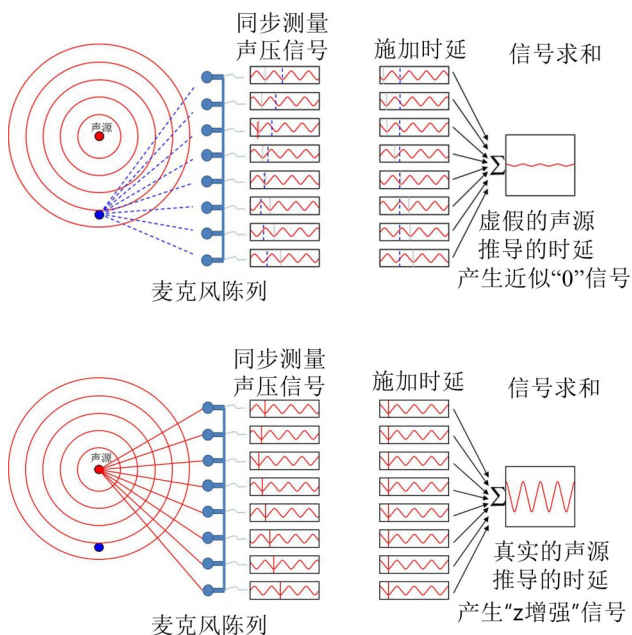 同步测量
声压信号
施加时延
信号求和
声源
Σ
虚假的声源
推导的时延
产生近似“0”信号
麦克风阵列
同步测量
声压信号
施加时延
信号求和
声源
Σ
真实的声源
推导的时延
产生“z增强”信号
麦克风阵列